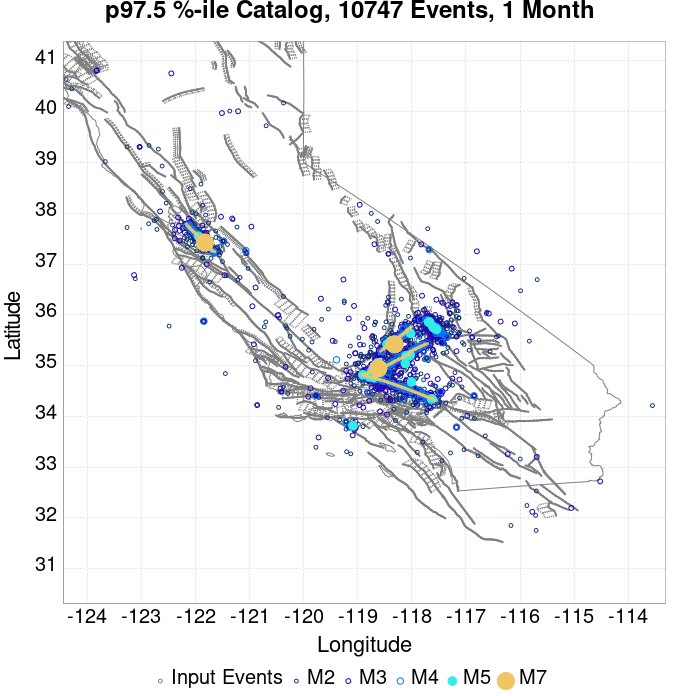 p97.5 %-ile Catalog, 10747 Events, 1 Month
41
40
39
38
37
36
35
34
33
32
31
Latitude
-124 -123 -122 -121 -120 -119 -118 -117 -116 -115 -114
Longitude
Input Events M2 M3 M4 M5 M7